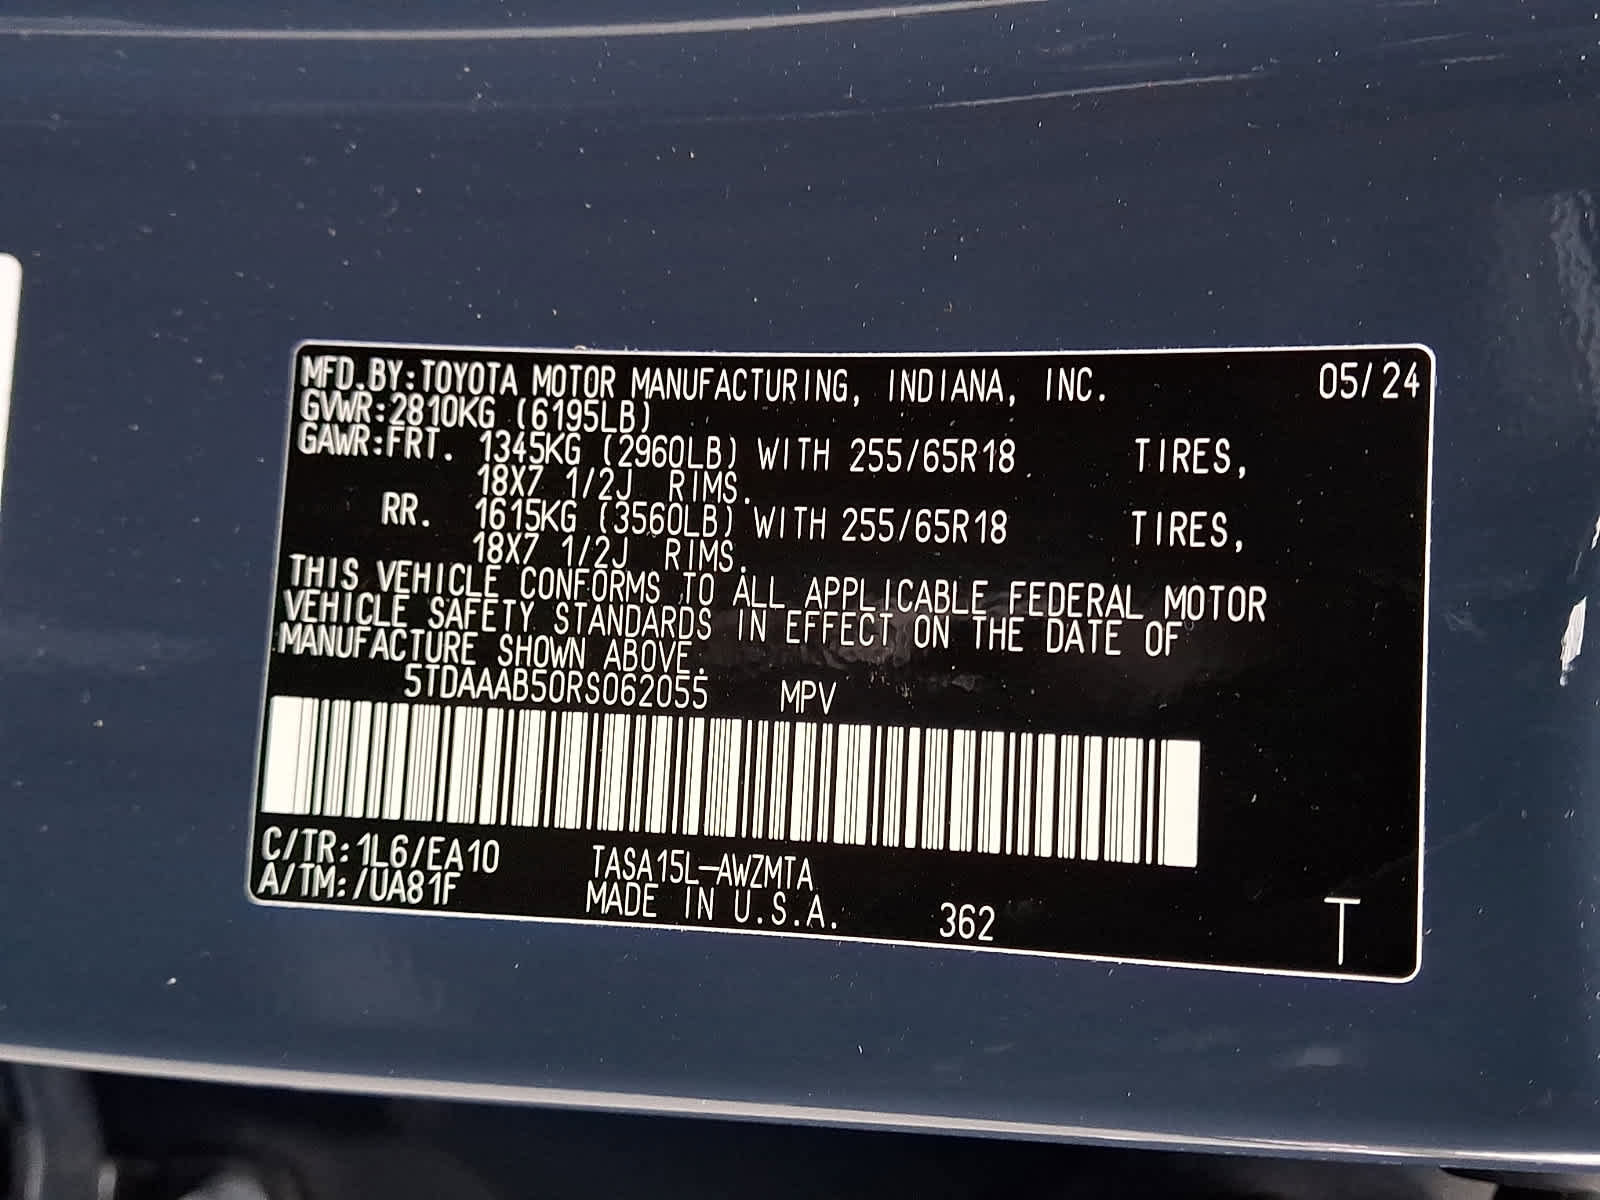 MFD.BY:TOYOTA MOTOR MANUFACTURING, INDIANA, INC. 05/24
GVWR:2810KG (6195LB)
GAWR:FRT. 1345KG (2960LB) WITH 255/65R18 TIRES,
18X7 1/2J RIMS.
RR. 1615KG (3560LB) WITH 255/65R18 TIRES,
18X7 1/2J RIMS.
THIS VEHICLE CONFORMS TO ALL APPLICABLE FEDERAL MOTOR
VEHICLE SAFETY STANDARDS IN EFFECT ON THE DATE OF
MANUFACTURE SHOWN ABOVE.
5TDAAAB50RS062055 MPV
C/TR:1L6/EA10 TASA15L-AWZMTA
A/TM:/UA81F MADE IN U.S.A. 362 T